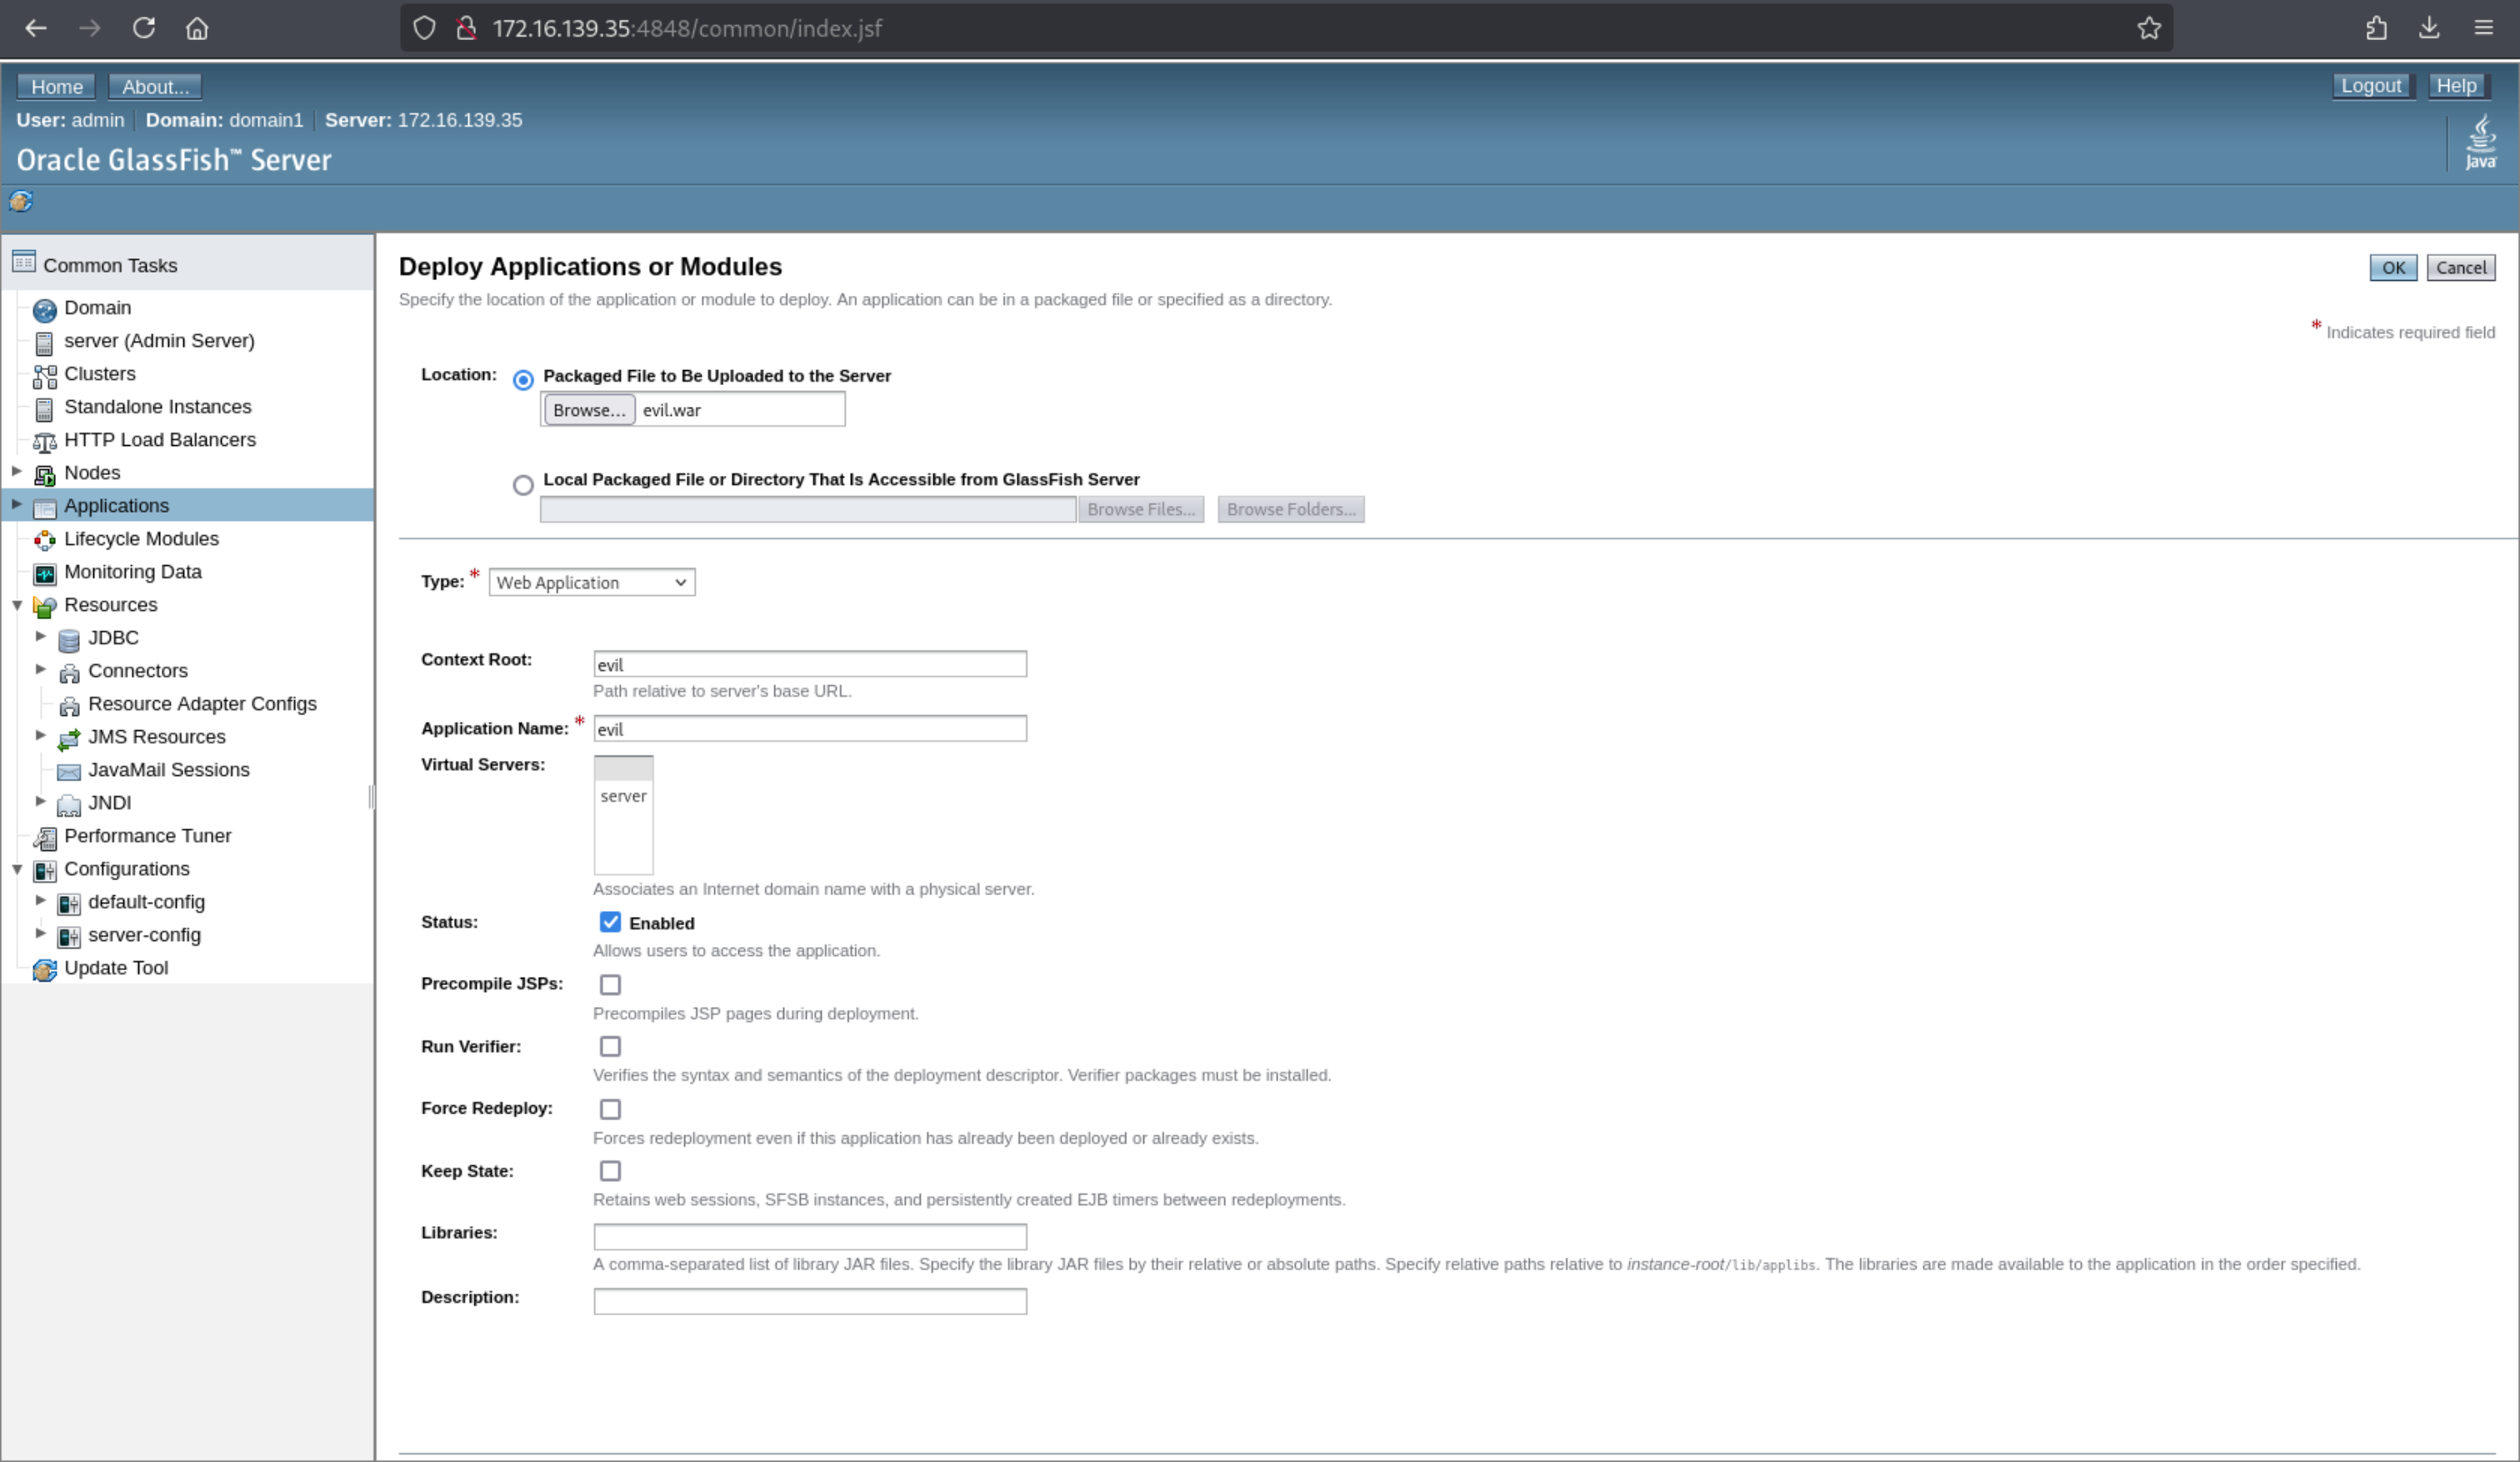 172.16.139.35:4848/common/index.jsf
Home About... Logout Help
User: admin Domain: domain1 Server: 172.16.139.35
Oracle GlassFish™ Server
Java
Common Tasks
Domain
server (Admin Server)
Clusters
Standalone Instances
HTTP Load Balancers
Nodes
Applications
Lifecycle Modules
Monitoring Data
Resources
JDBC
Connectors
Resource Adapter Configs
JMS Resources
JavaMail Sessions
JNDI
Performance Tuner
Configurations
default-config
server-config
Update Tool
Deploy Applications or Modules OK Cancel
Specify the location of the application or module to deploy. An application can be in a packaged file or specified as a directory.
* Indicates required field
Location: Packaged File to Be Uploaded to the Server
Browse... evil.war
Local Packaged File or Directory That Is Accessible from GlassFish Server
Browse Files... Browse Folders...
Type: * Web Application
Context Root: evil
Path relative to server's base URL.
Application Name: * evil
Virtual Servers:
server
Associates an Internet domain name with a physical server.
Status: Enabled
Allows users to access the application.
Precompile JSPs:
Precompiles JSP pages during deployment.
Run Verifier:
Verifies the syntax and semantics of the deployment descriptor. Verifier packages must be installed.
Force Redeploy:
Forces redeployment even if this application has already been deployed or already exists.
Keep State:
Retains web sessions, SFSB instances, and persistently created EJB timers between redeployments.
Libraries:
A comma-separated list of library JAR files. Specify the library JAR files by their relative or absolute paths. Specify relative paths relative to instance-root/lib/applibs. The libraries are made available to the application in the order specified.
Description: